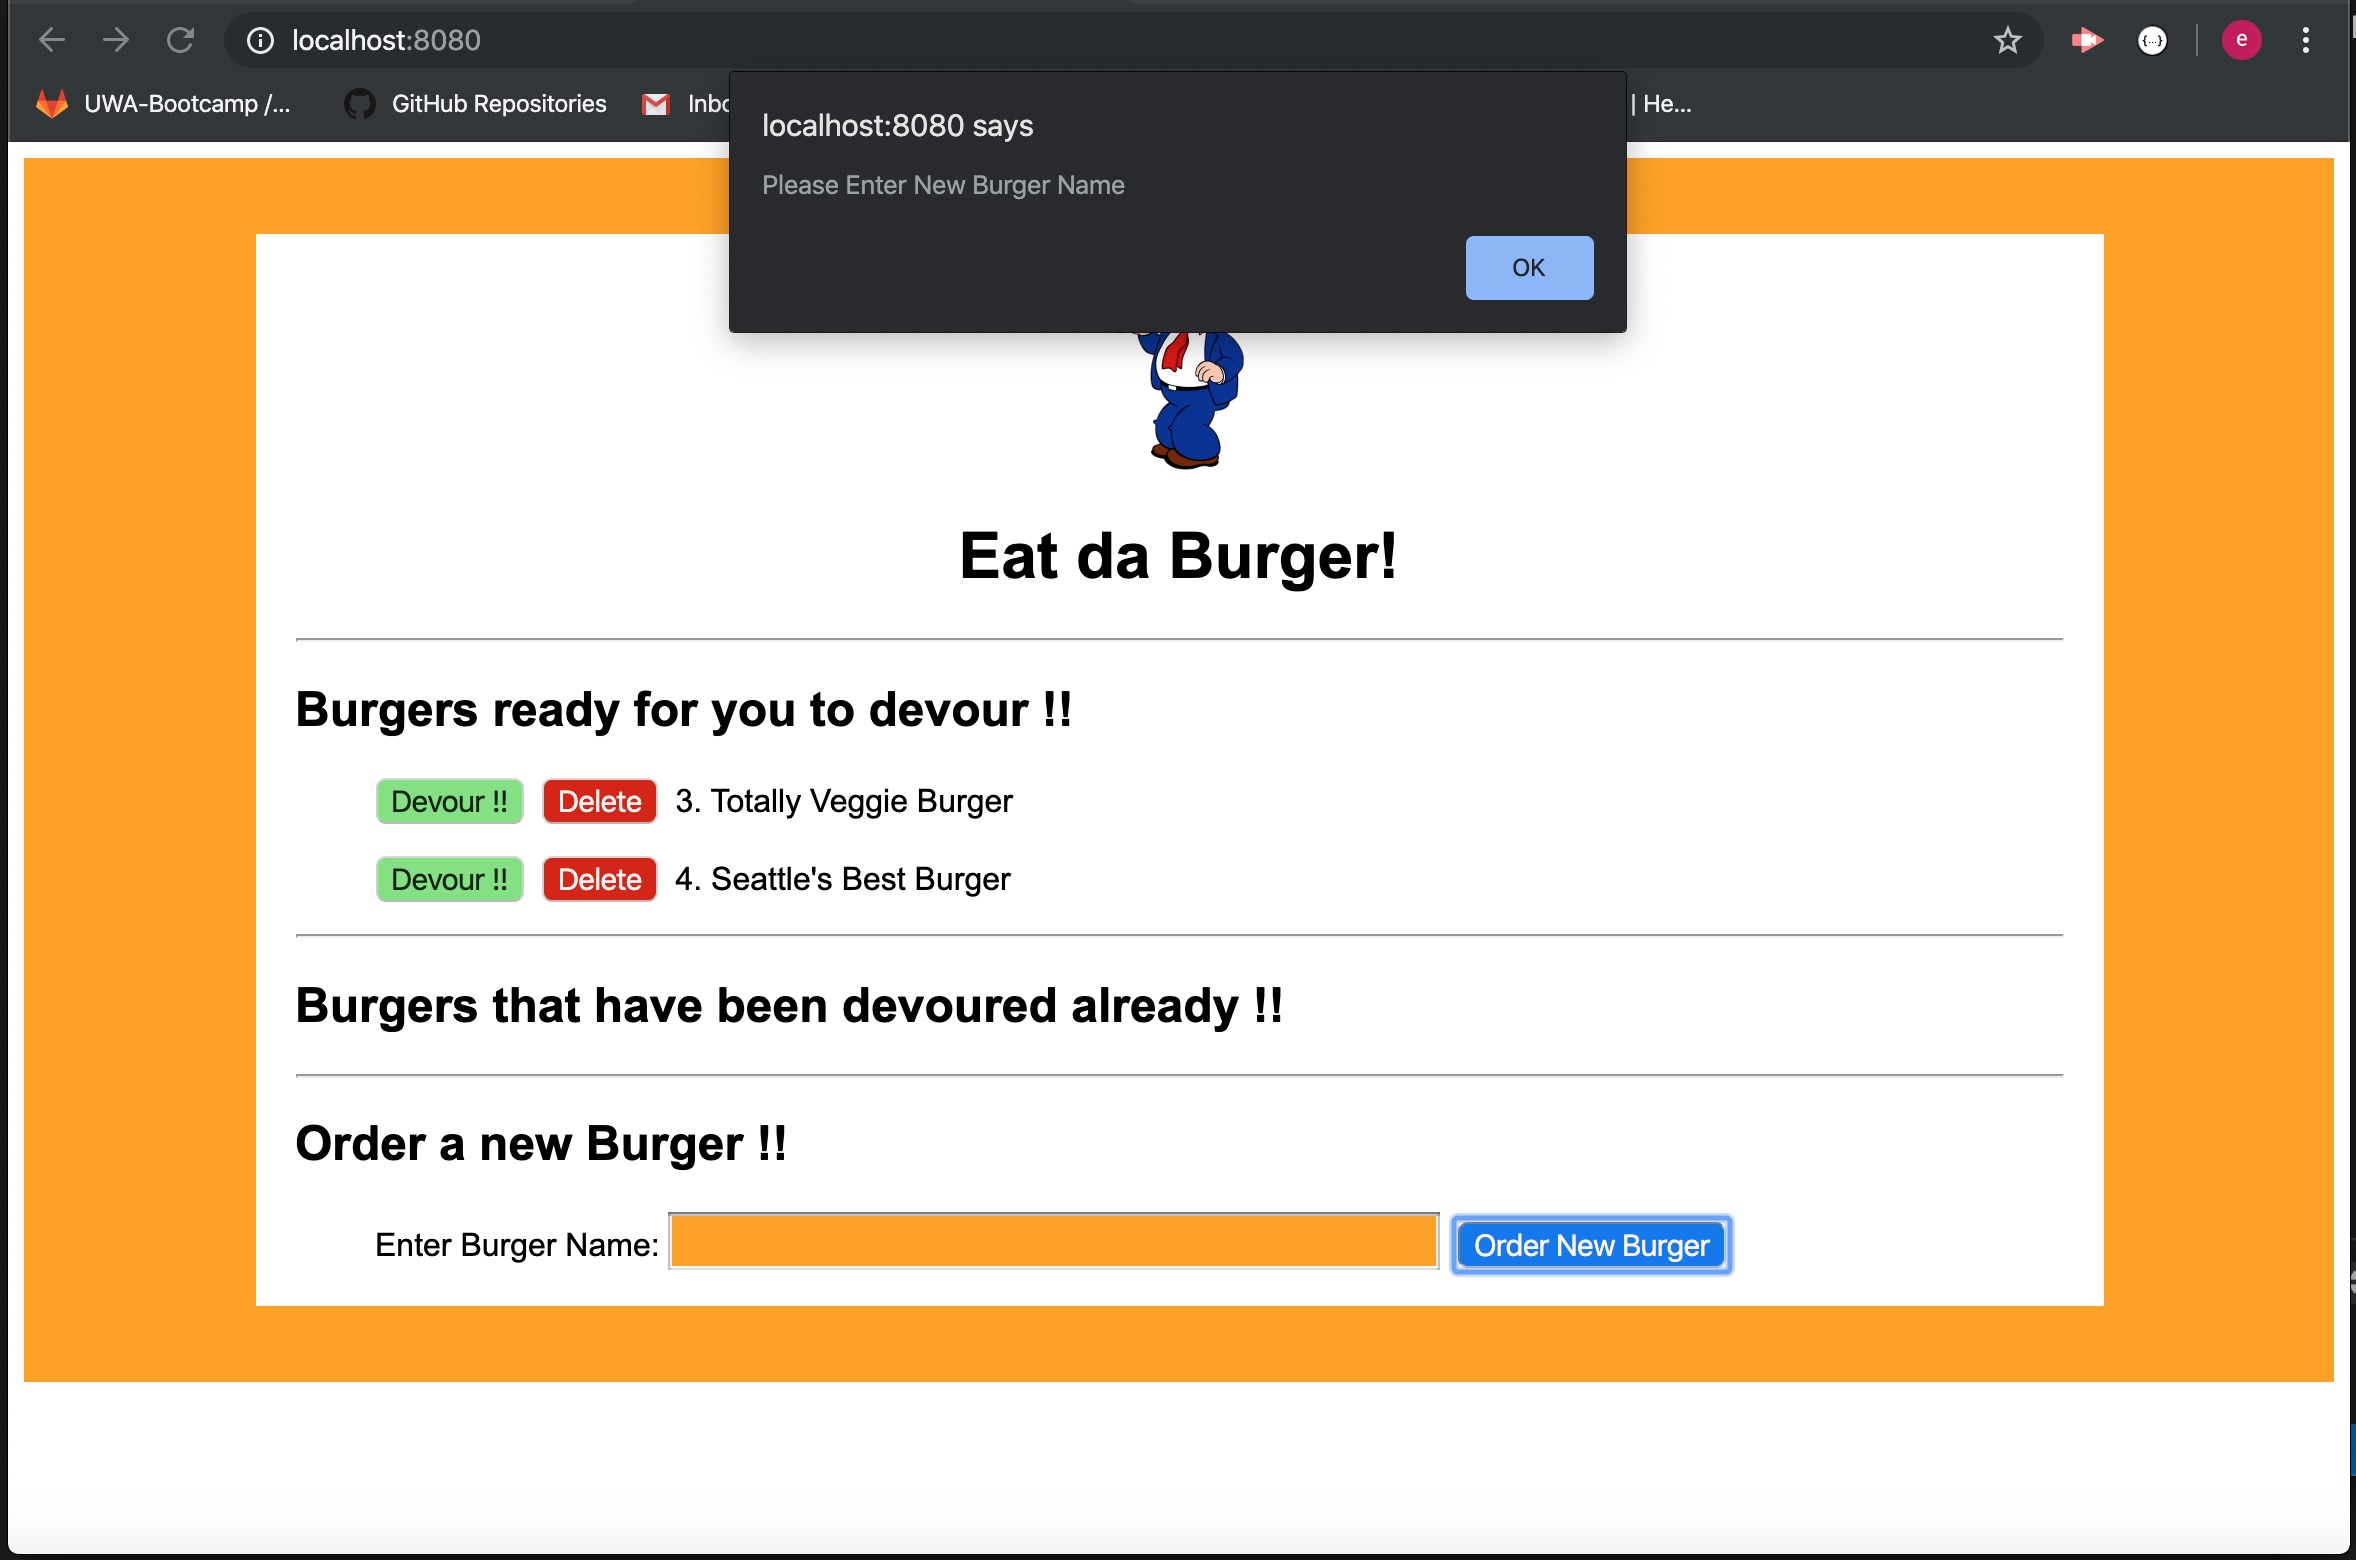 localhost:8080
e
UWA-Bootcamp /... GitHub Repositories | He...
localhost:8080 says
Please Enter New Burger Name
OK
Eat da Burger!
Burgers ready for you to devour !!
Devour !! Delete 3. Totally Veggie Burger
Devour !! Delete 4. Seattle's Best Burger
Burgers that have been devoured already !!
Order a new Burger !!
Enter Burger Name: Order New Burger